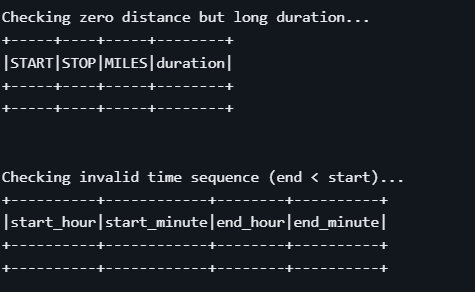 Checking zero distance but long duration...
+-----+----+-----+--------+
|START|STOP|MILES|duration|
+-----+----+-----+--------+
+-----+----+-----+--------+
Checking invalid time sequence (end < start)...
+----------+------------+--------+----------+
|start_hour|start_minute|end_hour|end_minute|
+----------+------------+--------+----------+
+----------+------------+--------+----------+